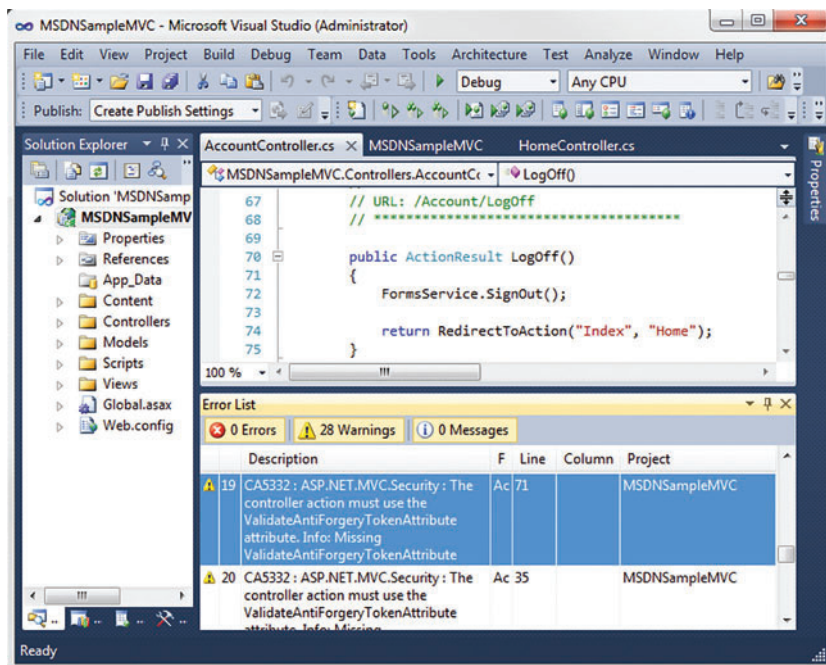 MSDNSampleMVC - Microsoft Visual Studio (Administrator)
File Edit View Project Build Debug Team Data Tools Architecture Test Analyze Window Help
Debug Any CPU
Publish: Create Publish Settings
Solution Explorer
Solution 'MSDNSamp
MSDNSampleMV
Properties
References
App_Data
Content
Controllers
Models
Scripts
Views
Global.asax
Web.config
AccountController.cs MSDNSampleMVC HomeController.cs
MSDNSampleMVC.Controllers.AccountCc LogOff()
67 // URL: /Account/LogOff
68 // **************************************
69
70 public ActionResult LogOff()
71 {
72 FormsService.SignOut();
73
74 return RedirectToAction("Index", "Home");
75 }
100 %
Properties
Error List
0 Errors 28 Warnings 0 Messages
Description F Line Column Project
19 CA5332 : ASP.NET.MVC.Security : The Ac 71 MSDNSampleMVC
controller action must use the
ValidateAntiForgeryTokenAttribute
attribute. Info: Missing
ValidateAntiForgeryTokenAttribute
20 CA5332 : ASP.NET.MVC.Security : The Ac 35 MSDNSampleMVC
controller action must use the
ValidateAntiForgeryTokenAttribute
attribute. Info: Missing
Ready